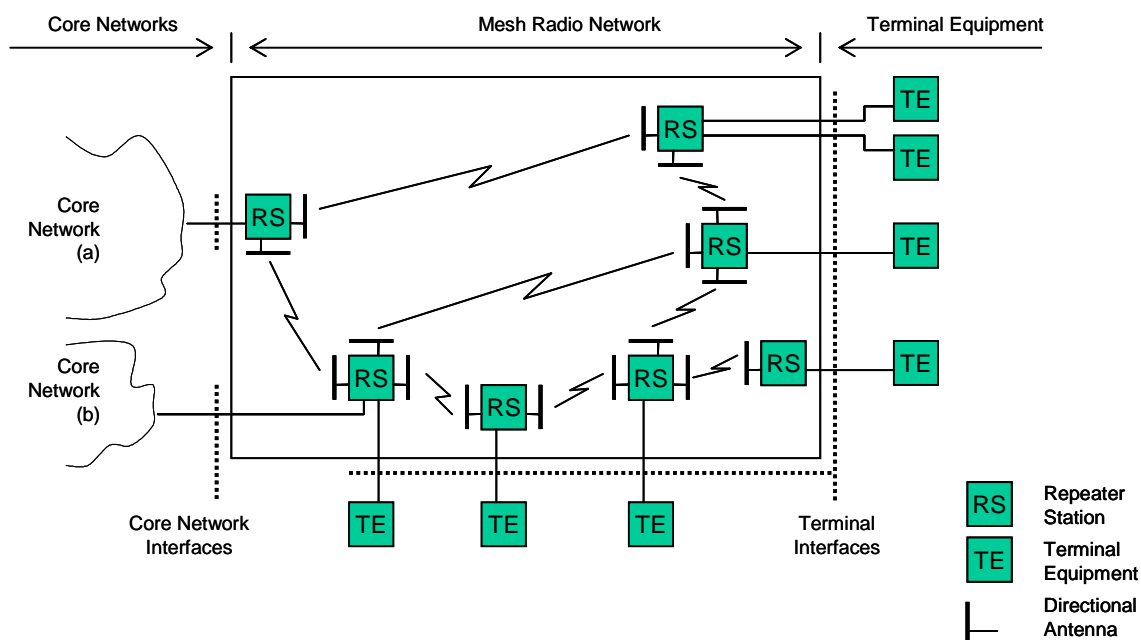 Core Networks
Mesh Radio Network
Terminal Equipment
TE
RS
TE
Core
Network
(a)
RS
RS
TE
Core
Network
(b)
RS
RS
RS
RS
TE
Core Network
Interfaces
TE
TE
TE
Terminal
Interfaces
RS
Repeater
Station
TE
Terminal
Equipment
Directional
Antenna